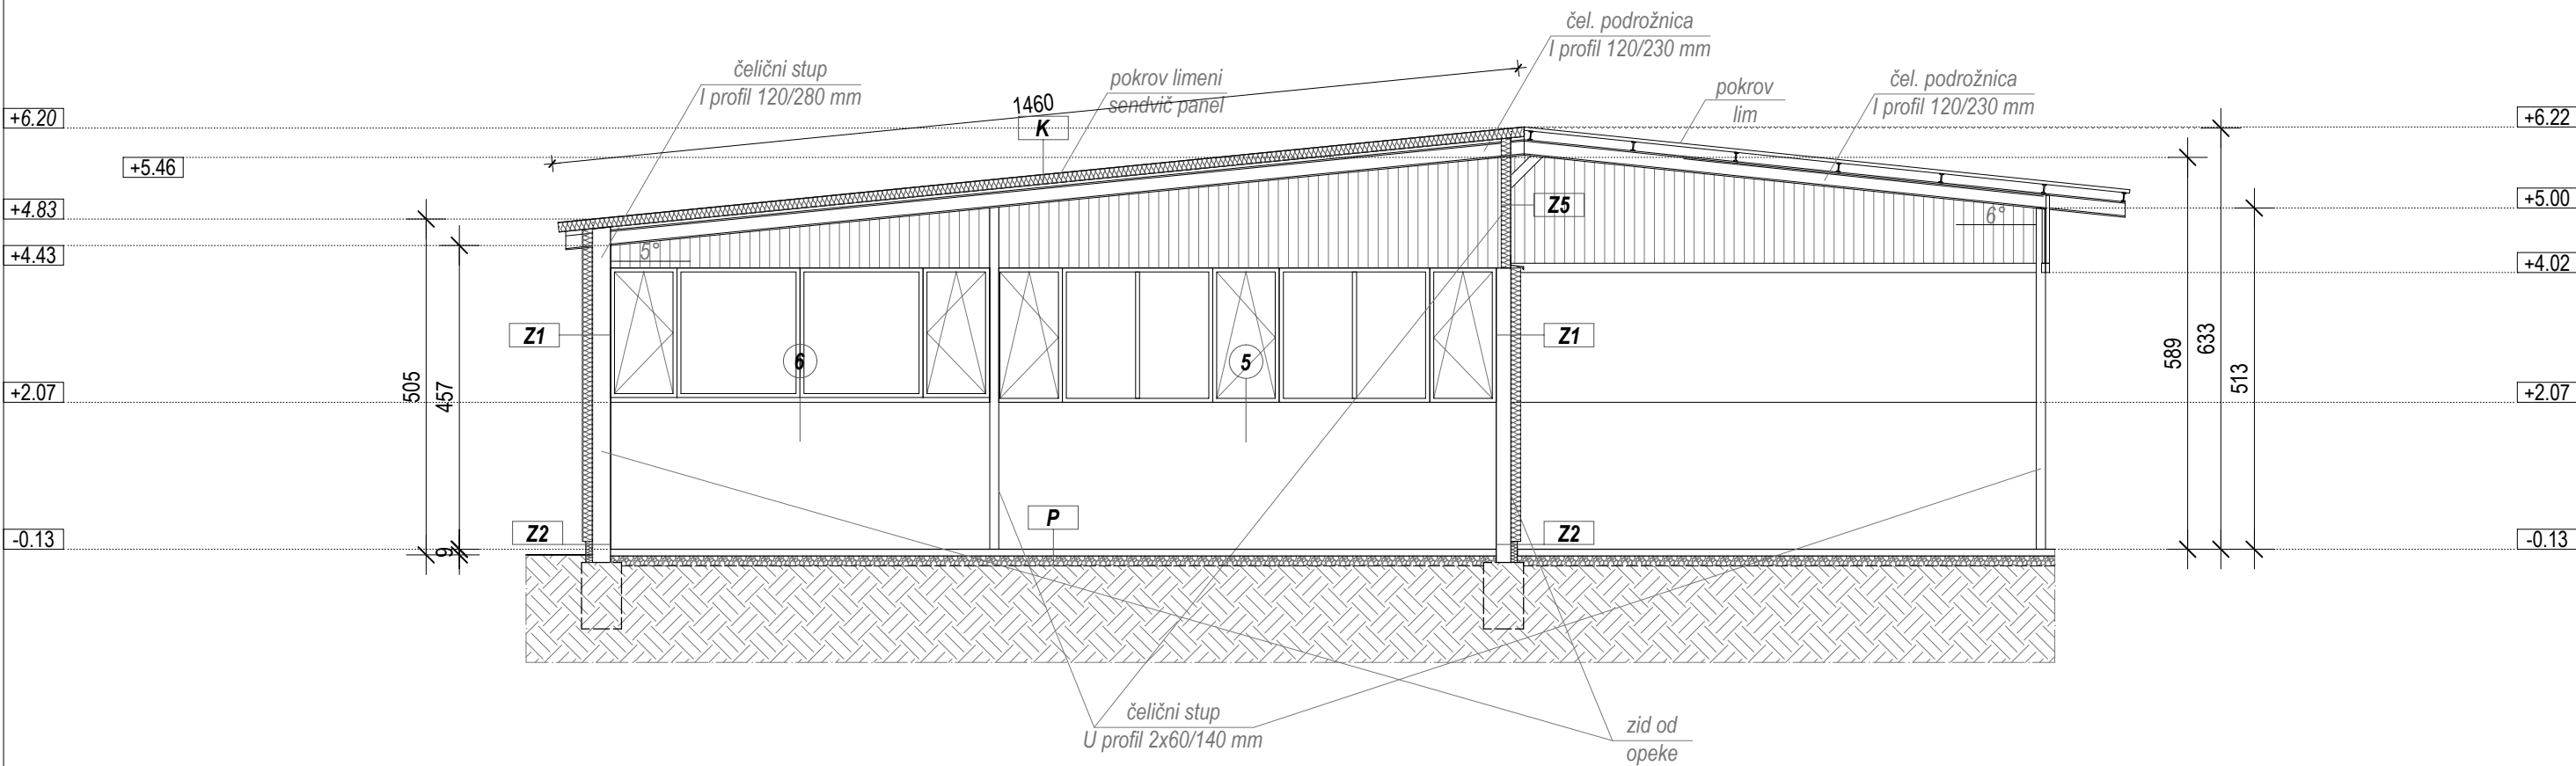 čel. podrožnica
I profil 120/230 mm
čelični stup
I profil 120/280 mm
pokrov limeni
sendvič panel
pokrov
lim
čel. podrožnica
I profil 120/230 mm
1460
+6.20
K
+6.22
+5.46
+4.83
Z5
+5.00
6°
+4.43
5°
+4.02
Z1
Z1
6
5
589
633
513
505
457
+2.07
+2.07
P
Z2
Z2
-0.13
9
-0.13
čelični stup
U profil 2x60/140 mm
zid od
opeke